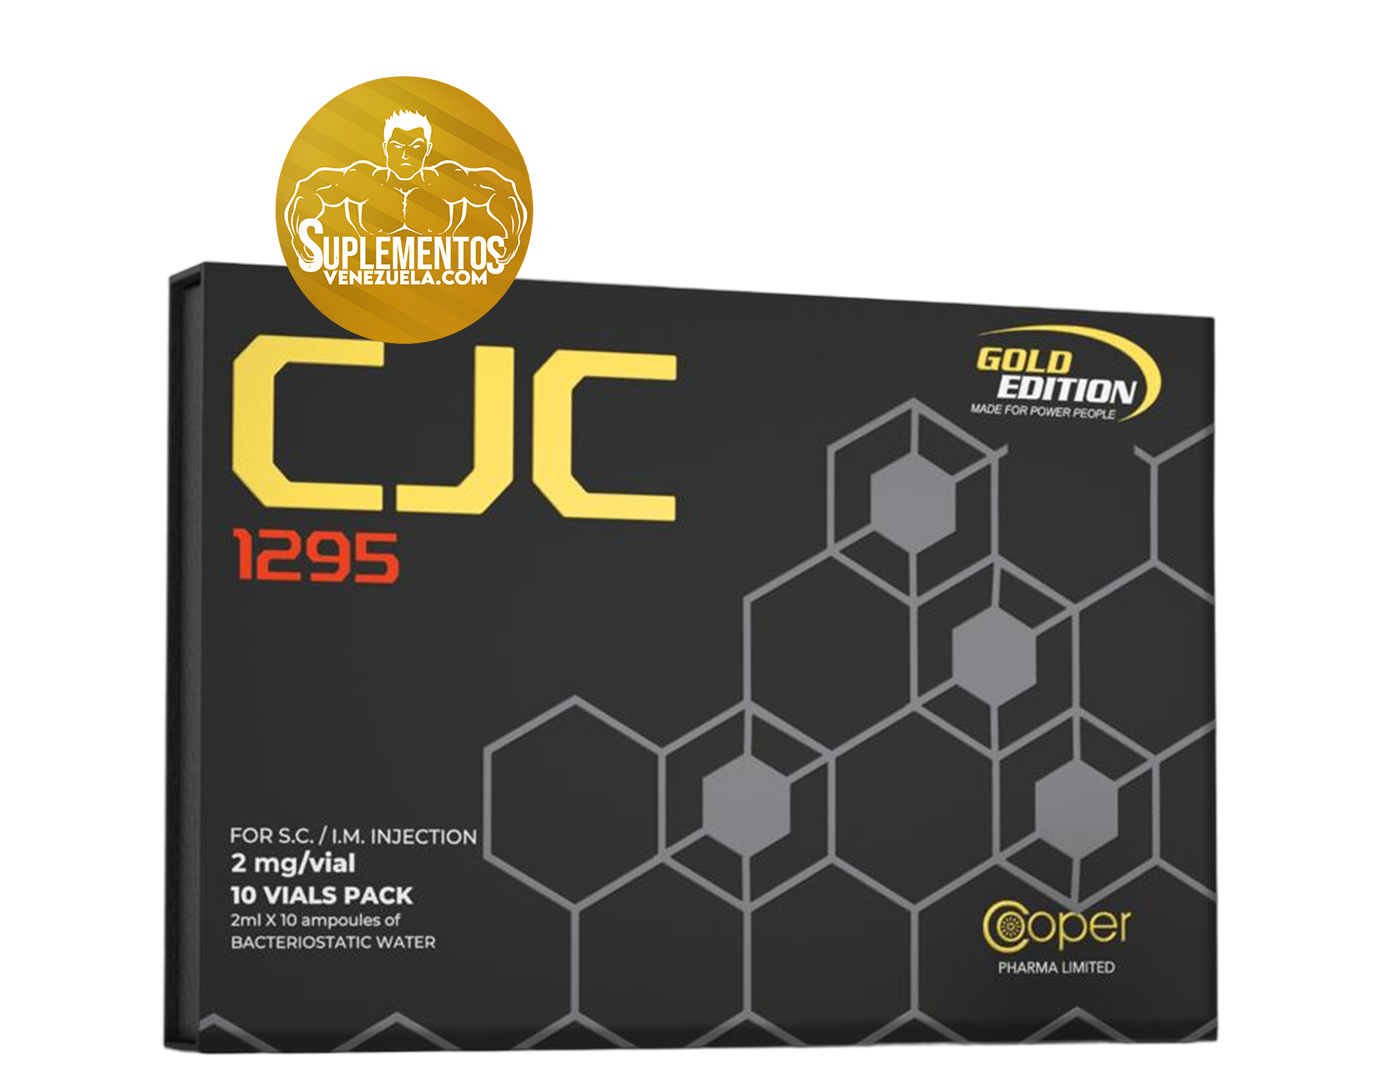 SUPLEMENTOS
VENEZUELA.COM
CJC
1295
GOLD
EDITION
MADE FOR POWER PEOPLE
FOR S.C. / I.M. INJECTION
2 mg/vial
10 VIALS PACK
2ml X 10 ampoules of
BACTERIOSTATIC WATER
Cooper
PHARMA LIMITED